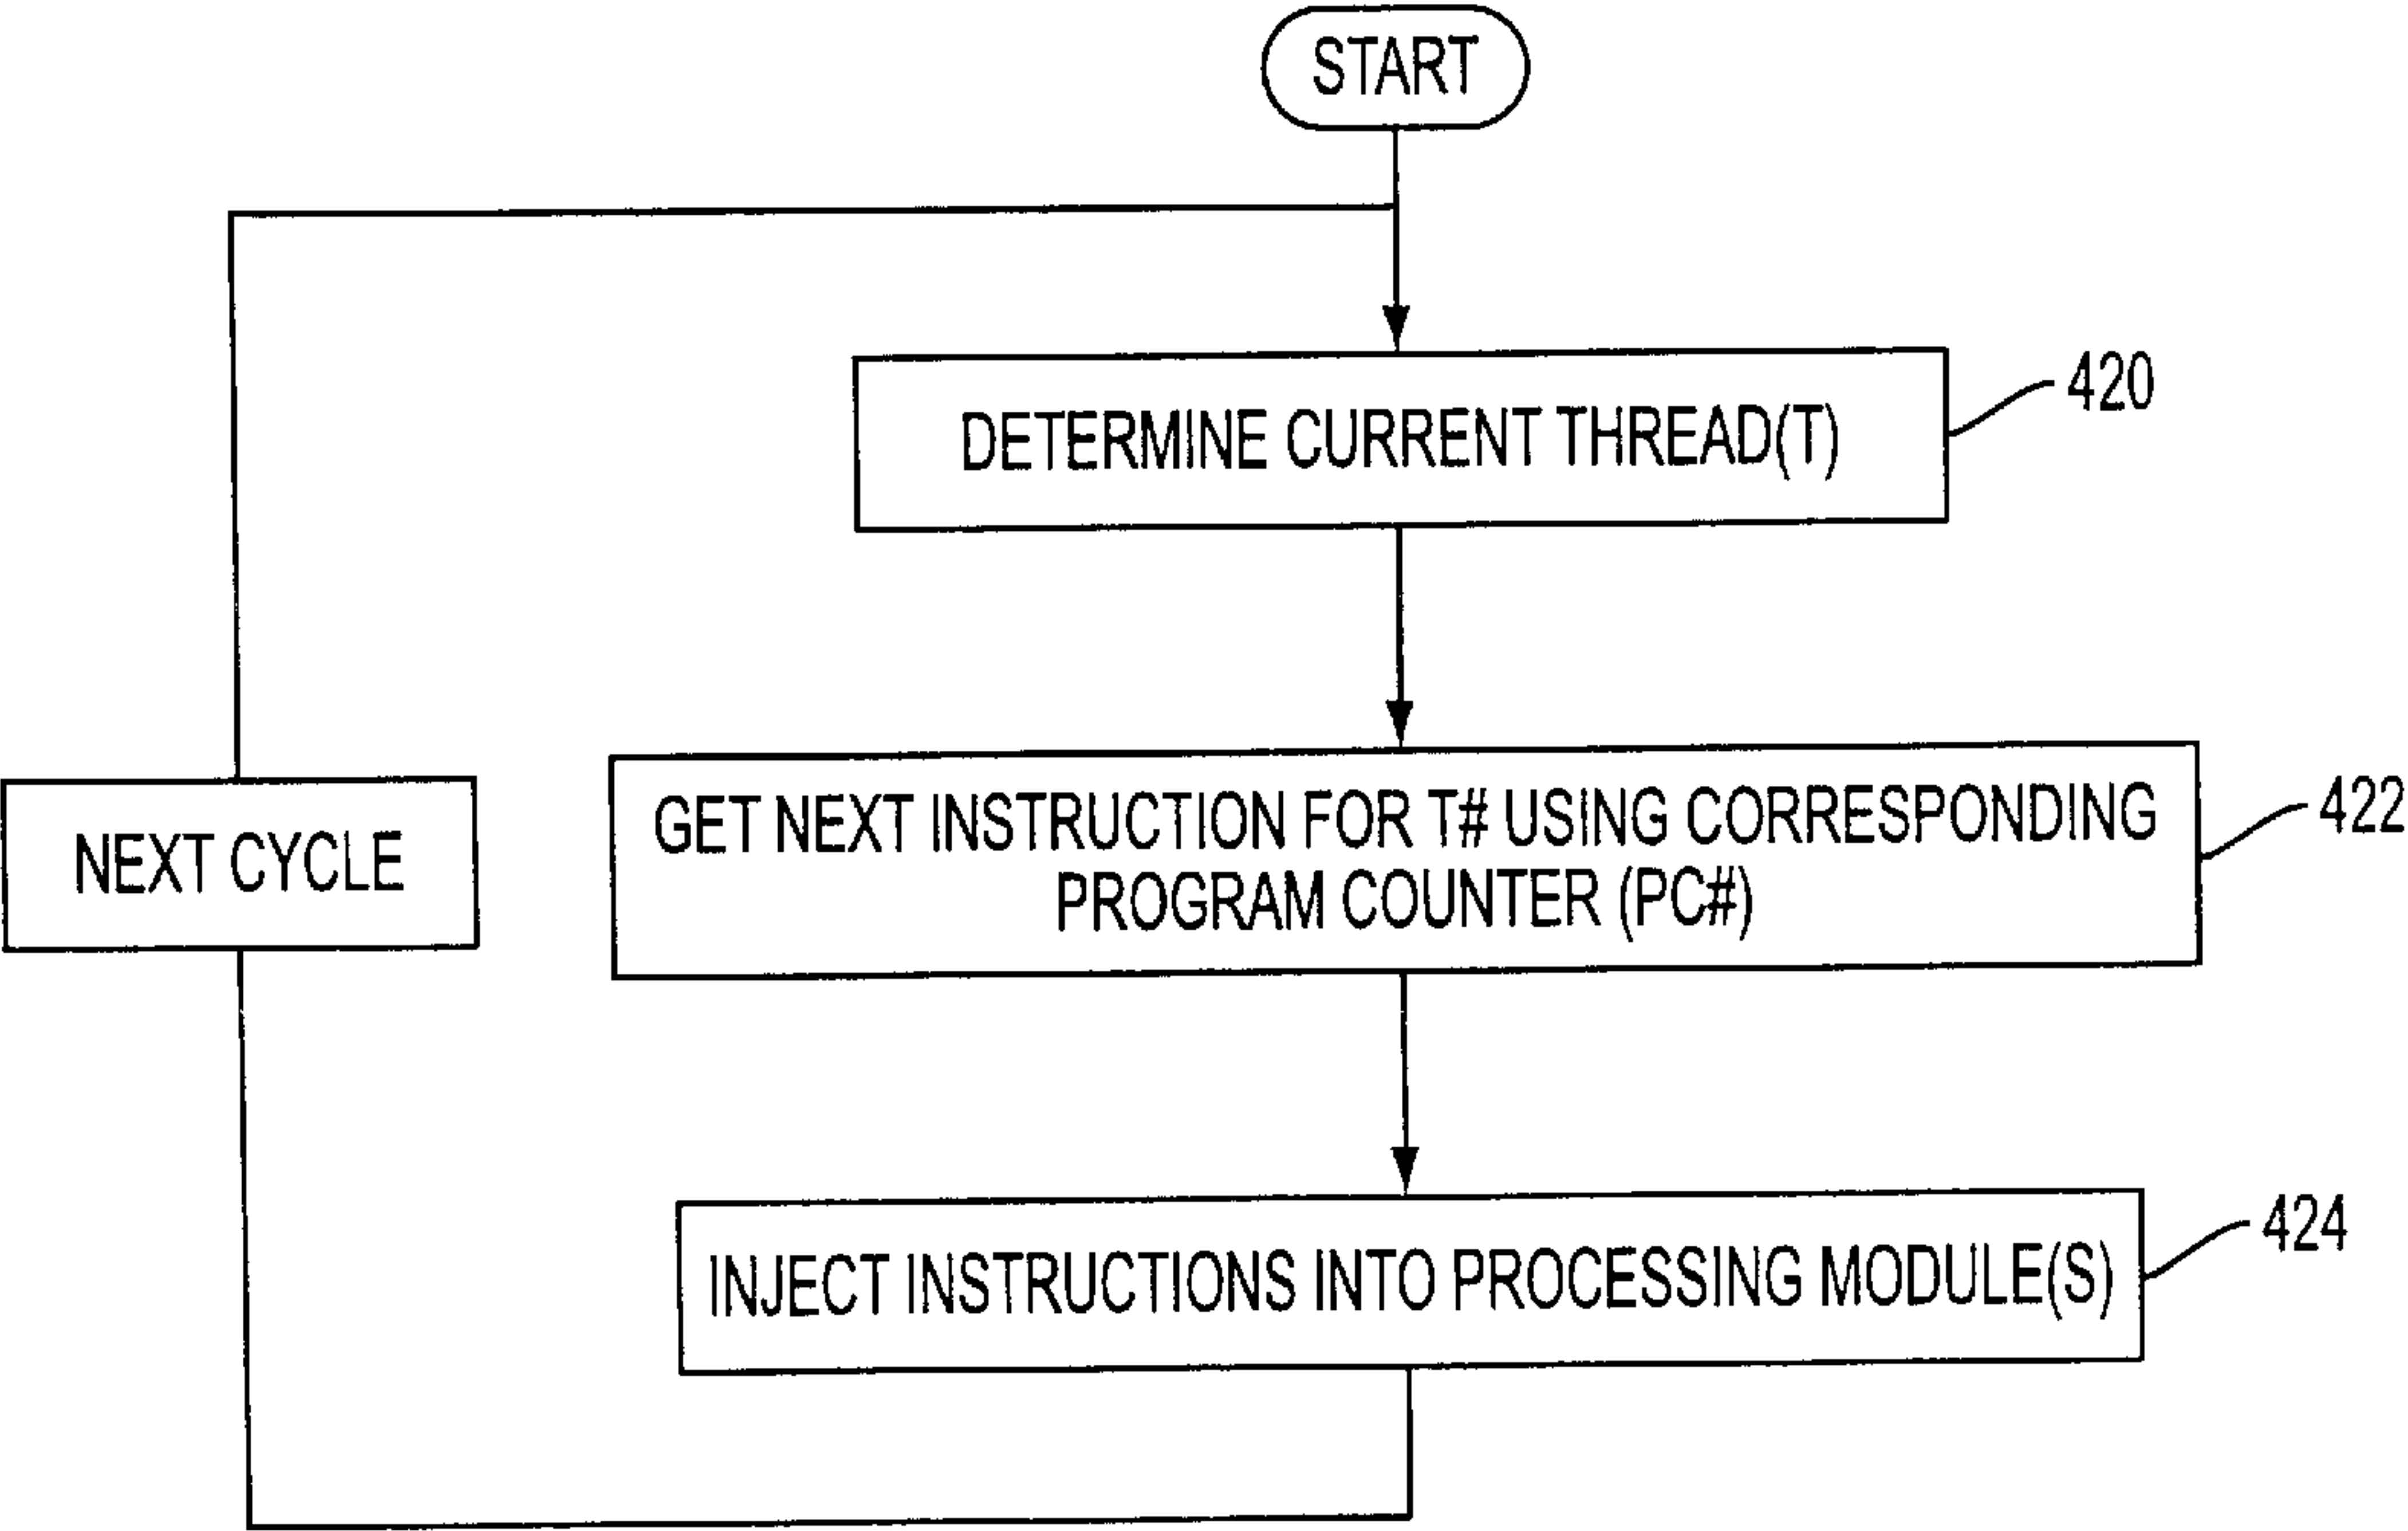 START
DETERMINE CURRENT THREAD(T)
420
GET NEXT INSTRUCTION FOR T# USING CORRESPONDING
PROGRAM COUNTER (PC#)
422
NEXT CYCLE
INJECT INSTRUCTIONS INTO PROCESSING MODULE(S)
424